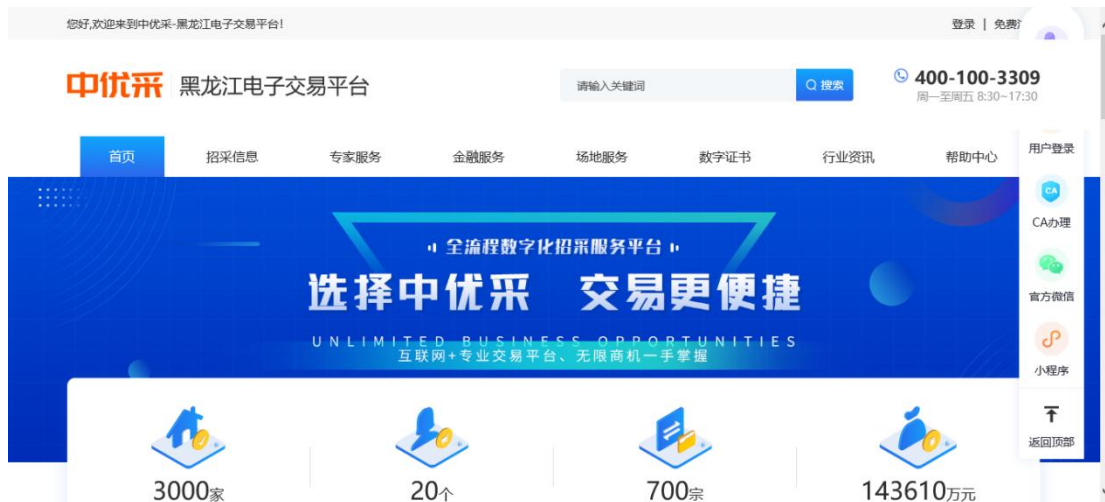 您好,欢迎来到中优采-黑龙江电子交易平台!
登录 | 免费
中优采 黑龙江电子交易平台
请输入关键词
搜索
400-100-3309
周一至周五 8:30~17:30
首页 招采信息 专家服务 金融服务 场地服务 数字证书 行业资讯 帮助中心
用户登录
CA
CA办理
官方微信
小程序
返回顶部
全流程数字化招采服务平台
选择中优采 交易更便捷
UNLIMITED BUSINESS OPPORTUNITIES
互联网+专业交易平台、无限商机一手掌握
3000家 20个 700宗 143610万元